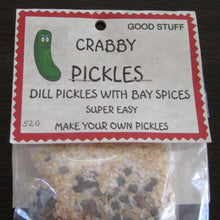 GOOD STUFF
CRABBY
PICKLES
DILL PICKLES WITH BAY SPICES
SUPER EASY
52G
MAKE YOUR OWN PICKLES